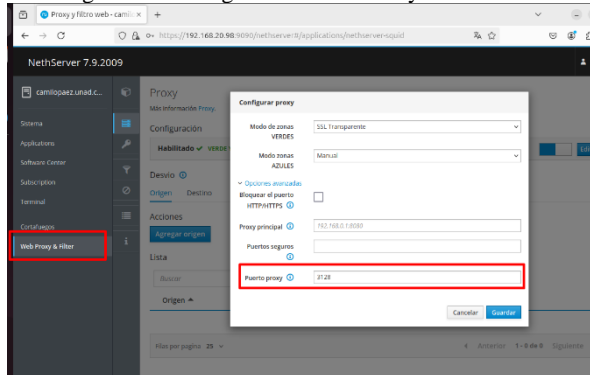 Proxy y filtro web - camilo
https://192.168.20.98:9090/nethserver#/applications/nethserver-squid
NethServer 7.9.2009
camilopaez.unad.c...
Sistema
Applications
Software Center
Subscription
Terminal
Cortafuegos
Web Proxy & Filter
Proxy
Más información Proxy.
Configuración
Habilitado VERDE
Desvío
Origen Destino
Acciones
Agregar origen
Lista
Buscar
Origen
Filas por pagina 25
Anterior 1-0 de 0 Siguiente
Configurar proxy
Modo de zonas VERDES
SSL Transparente
Modo zonas AZULES
Manual
Opciones avanzadas
Bloquear el puerto HTTP/HTTPS
Proxy principal
192.168.0.1:8080
Puertos seguros
Puerto proxy
3128
Cancelar Guardar